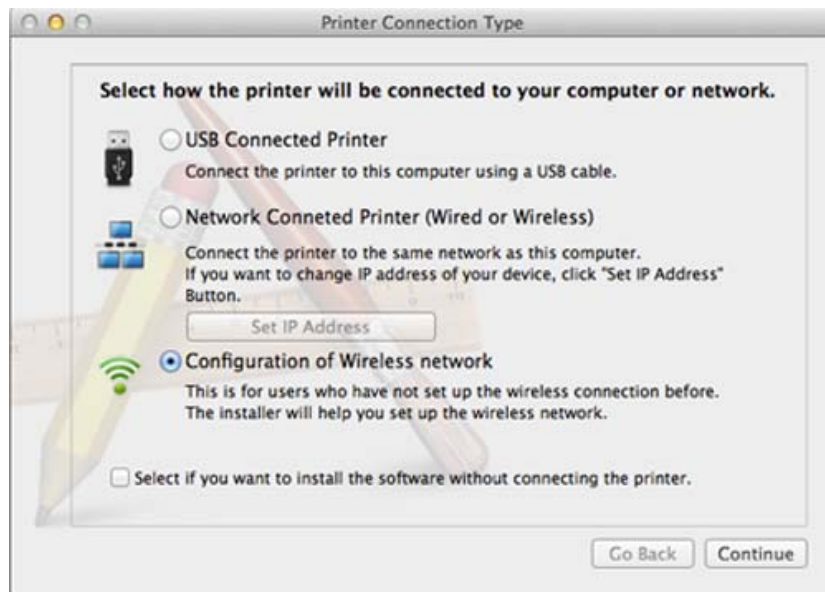 Printer Connection Type
Select how the printer will be connected to your computer or network.
USB Connected Printer
Connect the printer to this computer using a USB cable.
Network Conneted Printer (Wired or Wireless)
Connect the printer to the same network as this computer.
If you want to change IP address of your device, click "Set IP Address"
Button.
Set IP Address
Configuration of Wireless network
This is for users who have not set up the wireless connection before.
The installer will help you set up the wireless network.
Select if you want to install the software without connecting the printer.
Go Back
Continue